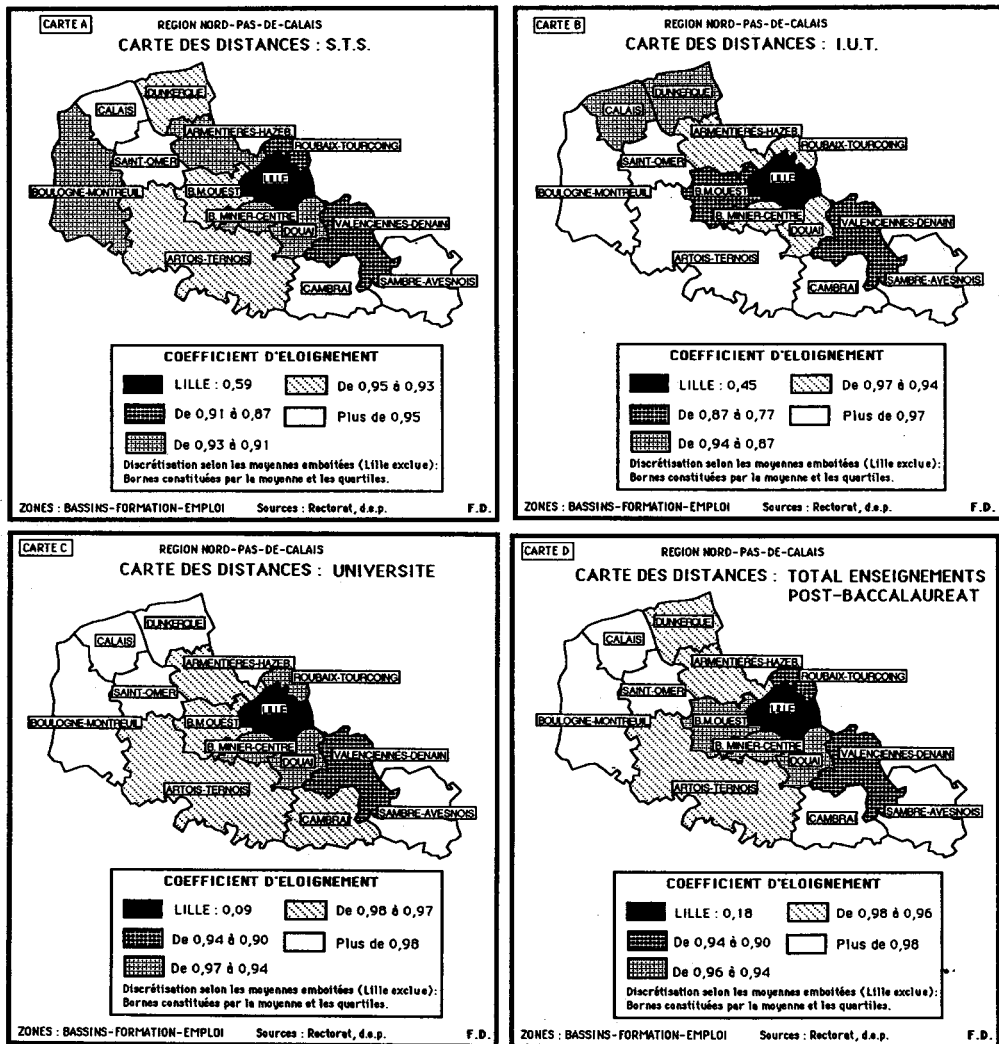 CARTE A
REGION NORD-PAS-DE-CALAIS
CARTE DES DISTANCES : S.T.S.
DUNKERQUE
CALAIS
ARMENTIERES-HAZEB.
ROUBAIX-TOURCOING
SAINT-OMER
LILLE
BOULOGNE-MONTREUIL
B.M.OUEST
B. MINIER-CENTRE
VALENCIENNES-DENAIN
DOUAI
ARTOIS-TERNOIS
CAMBRAI
SAMBRE-AVESNOIS
COEFFICIENT D'ELOIGNEMENT
LILLE : 0,59
De 0,95 à 0,93
De 0,91 à 0,87
Plus de 0,95
De 0,93 à 0,91
Discrétisation selon les moyennes emboitées (Lille exclue):
Bornes constituées par la moyenne et les quartiles.
ZONES : BASSINS-FORMATION-EMPLOI Sources : Rectorat, d.e.p. F.D.
CARTE B
REGION NORD-PAS-DE-CALAIS
CARTE DES DISTANCES : I.U.T.
DUNKERQUE
CALAIS
ARMENTIERES-HAZEB.
ROUBAIX-TOURCOING
SAINT-OMER
LILLE
BOULOGNE-MONTREUIL
B.M.OUEST
B. MINIER-CENTRE
VALENCIENNES-DENAIN
DOUAI
ARTOIS-TERNOIS
CAMBRAI
SAMBRE-AVESNOIS
COEFFICIENT D'ELOIGNEMENT
LILLE : 0,45
De 0,97 à 0,94
De 0,87 à 0,77
Plus de 0,97
De 0,94 à 0,87
Discrétisation selon les moyennes emboitées (Lille exclue):
Bornes constituées par la moyenne et les quartiles.
ZONES : BASSINS-FORMATION-EMPLOI Sources : Rectorat, d.e.p. F.D.
CARTE C
REGION NORD-PAS-DE-CALAIS
CARTE DES DISTANCES : UNIVERSITE
DUNKERQUE
CALAIS
ARMENTIERES-HAZEB.
ROUBAIX-TOURCOING
SAINT-OMER
LILLE
BOULOGNE-MONTREUIL
B.M.OUEST
B. MINIER-CENTRE
VALENCIENNES-DENAIN
DOUAI
ARTOIS-TERNOIS
CAMBRAI
SAMBRE-AVESNOIS
COEFFICIENT D'ELOIGNEMENT
LILLE : 0,09
De 0,98 à 0,97
De 0,94 à 0,90
Plus de 0,98
De 0,97 à 0,94
Discrétisation selon les moyennes emboitées (Lille exclue):
Bornes constituées par la moyenne et les quartiles.
ZONES : BASSINS-FORMATION-EMPLOI Sources : Rectorat, d.e.p. F.D.
CARTE D
REGION NORD-PAS-DE-CALAIS
CARTE DES DISTANCES : TOTAL ENSEIGNEMENTS
POST-BACCALAUREAT
DUNKERQUE
CALAIS
ARMENTIERES-HAZEB.
ROUBAIX-TOURCOING
SAINT-OMER
LILLE
BOULOGNE-MONTREUIL
B.M.OUEST
B. MINIER-CENTRE
VALENCIENNES-DENAIN
DOUAI
ARTOIS-TERNOIS
CAMBRAI
SAMBRE-AVESNOIS
COEFFICIENT D'ELOIGNEMENT
LILLE : 0,18
De 0,98 à 0,96
De 0,94 à 0,90
Plus de 0,98
De 0,96 à 0,94
Discrétisation selon les moyennes emboitées (Lille exclue):
Bornes constituées par la moyenne et les quartiles.
ZONES : BASSINS-FORMATION-EMPLOI Sources : Rectorat, d.e.p. F.D.